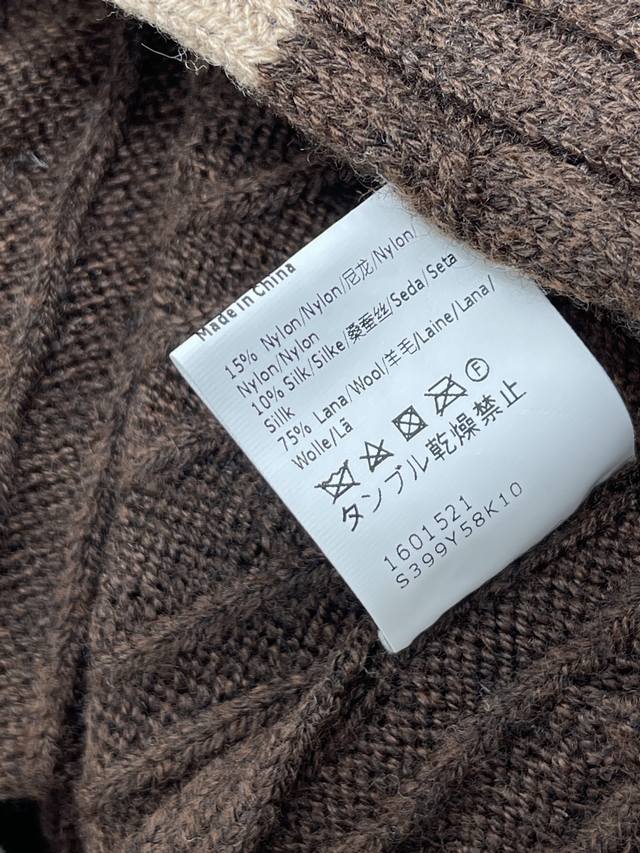 Made in China
15% Nylon/Nylon/尼龙/Nylon/
Nylon/Nylon
10% Silk/Silke/桑蚕丝/Seda/Seta
Sillk
75% Lana/Wool/羊毛/Laine/Lana/
Wolle/Lã
F
タンブル乾燥禁止
1601521
S399Y58K10